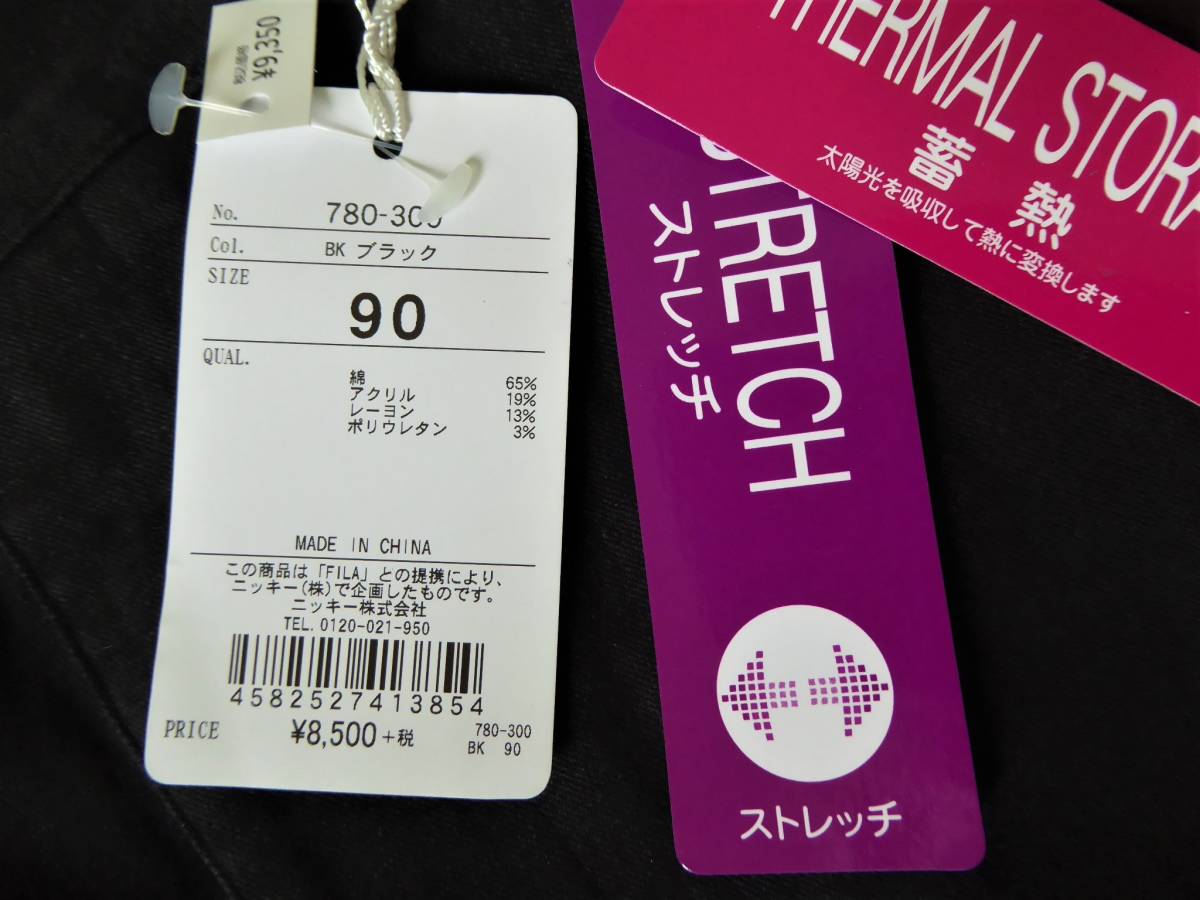 ¥9,350
No. 780-300
Col. BK ブラック
SIZE
90
QUAL.
綿 65%
アクリル 19%
レーヨン 13%
ポリウレタン 3%
MADE IN CHINA
この商品は「FILA」との提携により、
ニッキー(株)で企画したものです。
ニッキー株式会社
TEL. 0120-021-950
4582527413854
PRICE ¥8,500+税
780-300
BK 90
STRETCH
ストレッチ
ストレッチ
THERMAL STORA
蓄熱
太陽光を吸収して熱に変換します